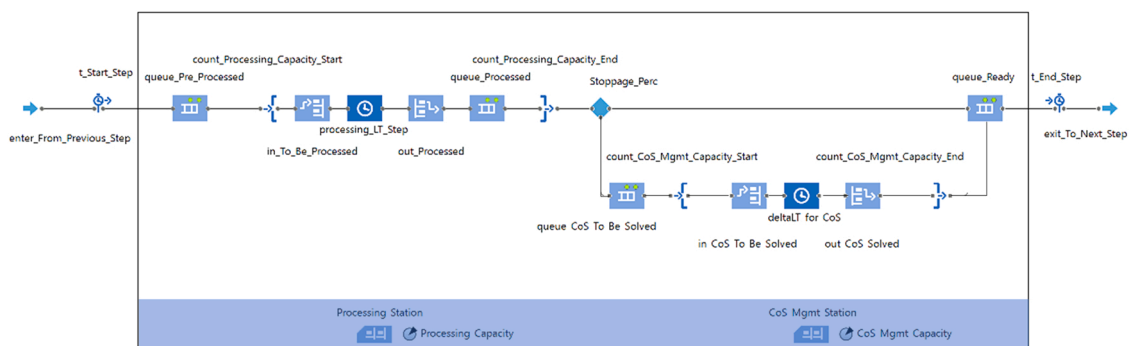 count_Processing_Capacity_Start
count_Processing_Capacity_End
t_Start_Step
queue_Pre_Processed
queue_Processed
Stoppage_Perc
queue_Ready
t_End_Step
enter_From_Previous_Step
processing_LT_Step
exit_To_Next_Step
in_To_Be_Processed
out_Processed
count_CoS_Mgmt_Capacity_Start
count_CoS_Mgmt_Capacity_End
queue CoS To Be Solved
deltaLT for CoS
in CoS To Be Solved
out CoS Solved
Processing Station
CoS Mgmt Station
Processing Capacity
CoS Mgmt Capacity